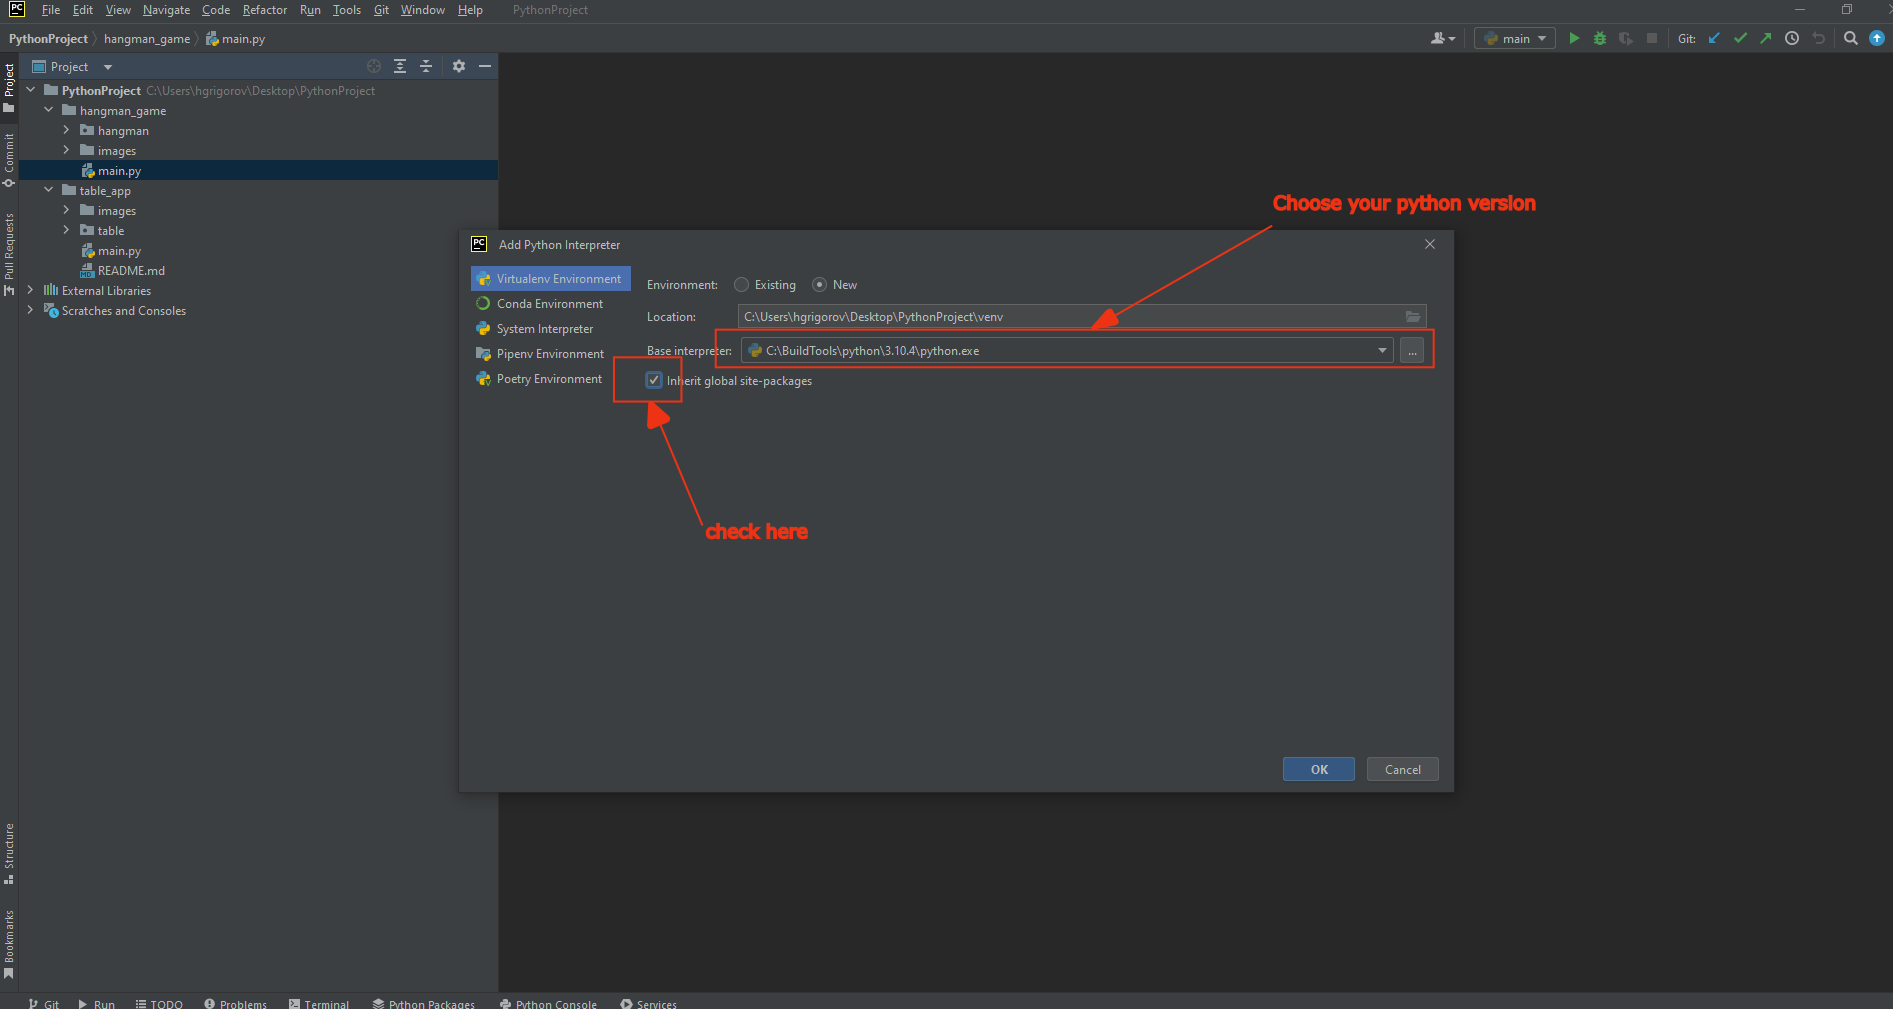 PC File Edit View Navigate Code Refactor Run Tools Git Window Help PythonProject
PythonProject hangman_game main.py main Git:
Project
Commit
Pull Requests
Structure
Bookmarks
Project
PythonProject C:\Users\hgrigorov\Desktop\PythonProject
hangman_game
hangman
images
main.py
table_app
images
table
main.py
MD README.md
External Libraries
Scratches and Consoles
Choose your python version
PC Add Python Interpreter
Virtualenv Environment
Conda Environment
System Interpreter
Pipenv Environment
Poetry Environment
Environment: Existing New
Location: C:\Users\hgrigorov\Desktop\PythonProject\venv
Base interpreter: C:\BuildTools\python\3.10.4\python.exe ...
Inherit global site-packages
check here
OK Cancel
Git Run TODO Problems Terminal Python Packages Python Console Services